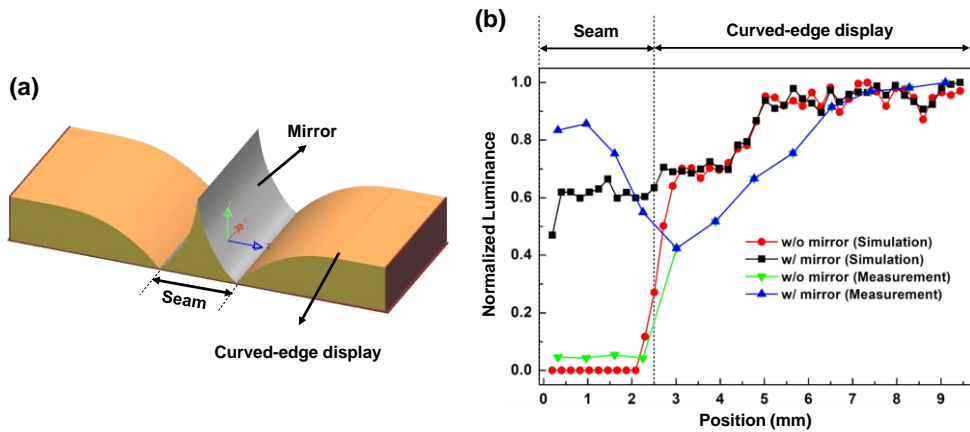 (a)
Mirror
y
x
z
Seam
Curved-edge display
(b)
Seam
Curved-edge display
Normalized Luminance
1.0
0.8
0.6
0.4
0.2
0.0
w/o mirror (Simulation)
w/ mirror (Simulation)
w/o mirror (Measurement)
w/ mirror (Measurement)
0 1 2 3 4 5 6 7 8 9
Position (mm)